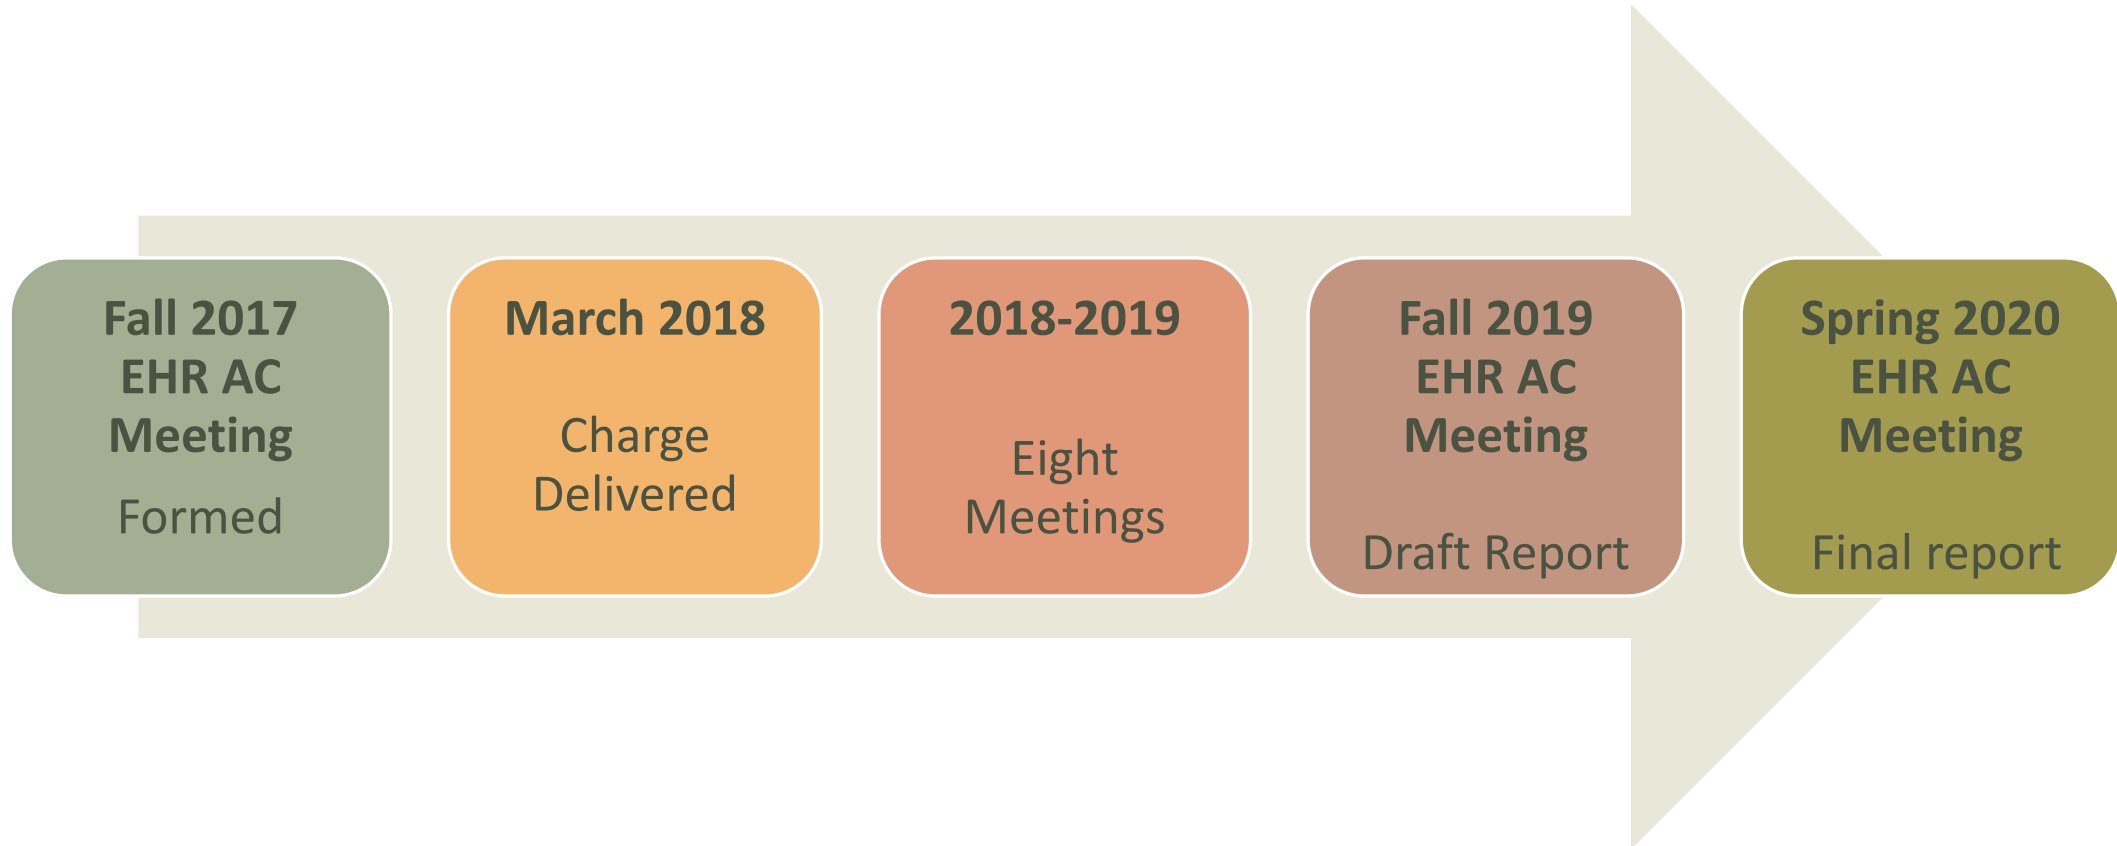 Fall 2017
EHR AC
Meeting
Formed
March 2018
Charge
Delivered
2018-2019
Eight
Meetings
Fall 2019
EHR AC
Meeting
Draft Report
Spring 2020
EHR AC
Meeting
Final report